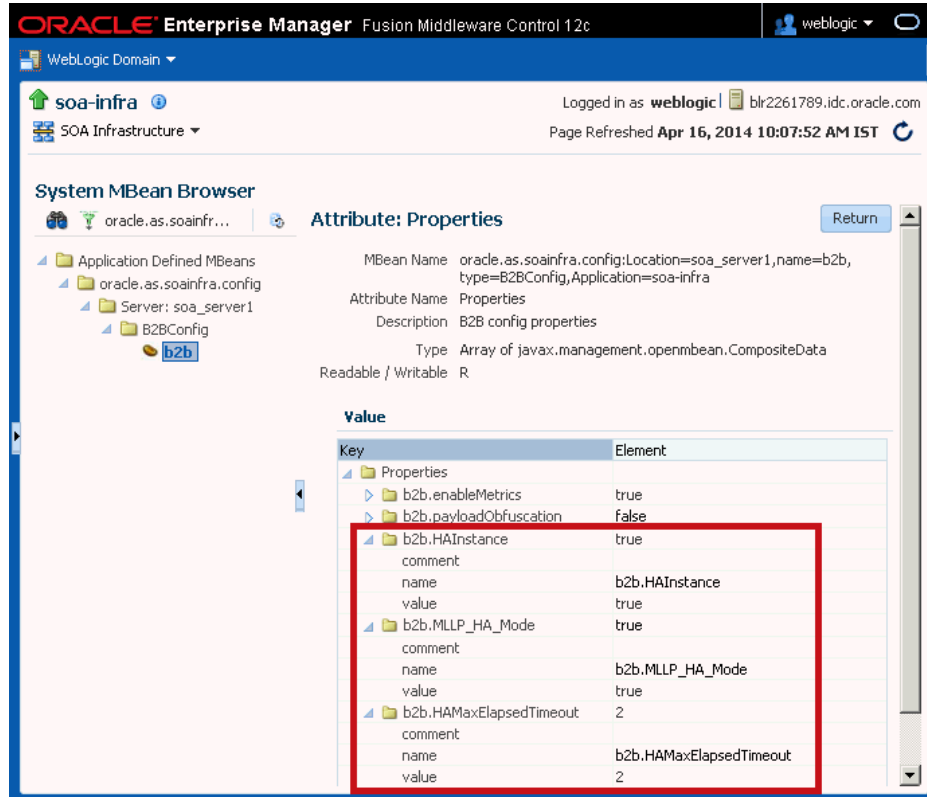 ORACLE Enterprise Manager Fusion Middleware Control 12c
weblogic
WebLogic Domain
soa-infra
Logged in as weblogic blr2261789.idc.oracle.com
SOA Infrastructure
Page Refreshed Apr 16, 2014 10:07:52 AM IST
System MBean Browser
oracle.as.soainfr...
Application Defined MBeans
oracle.as.soainfra.config
Server: soa_server1
B2BConfig
b2b
Attribute: Properties
Return
MBean Name oracle.as.soainfra.config:Location=soa_server1,name=b2b,
type=B2BConfig,Application=soa-infra
Attribute Name Properties
Description B2B config properties
Type Array of javax.management.openmbean.CompositeData
Readable / Writable R
Value
Key Element
Properties
b2b.enableMetrics true
b2b.payloadObfuscation false
b2b.HAInstance true
comment
name b2b.HAInstance
value true
b2b.MLLP_HA_Mode true
comment
name b2b.MLLP_HA_Mode
value true
b2b.HAMaxElapsedTimeout 2
comment
name b2b.HAMaxElapsedTimeout
value 2